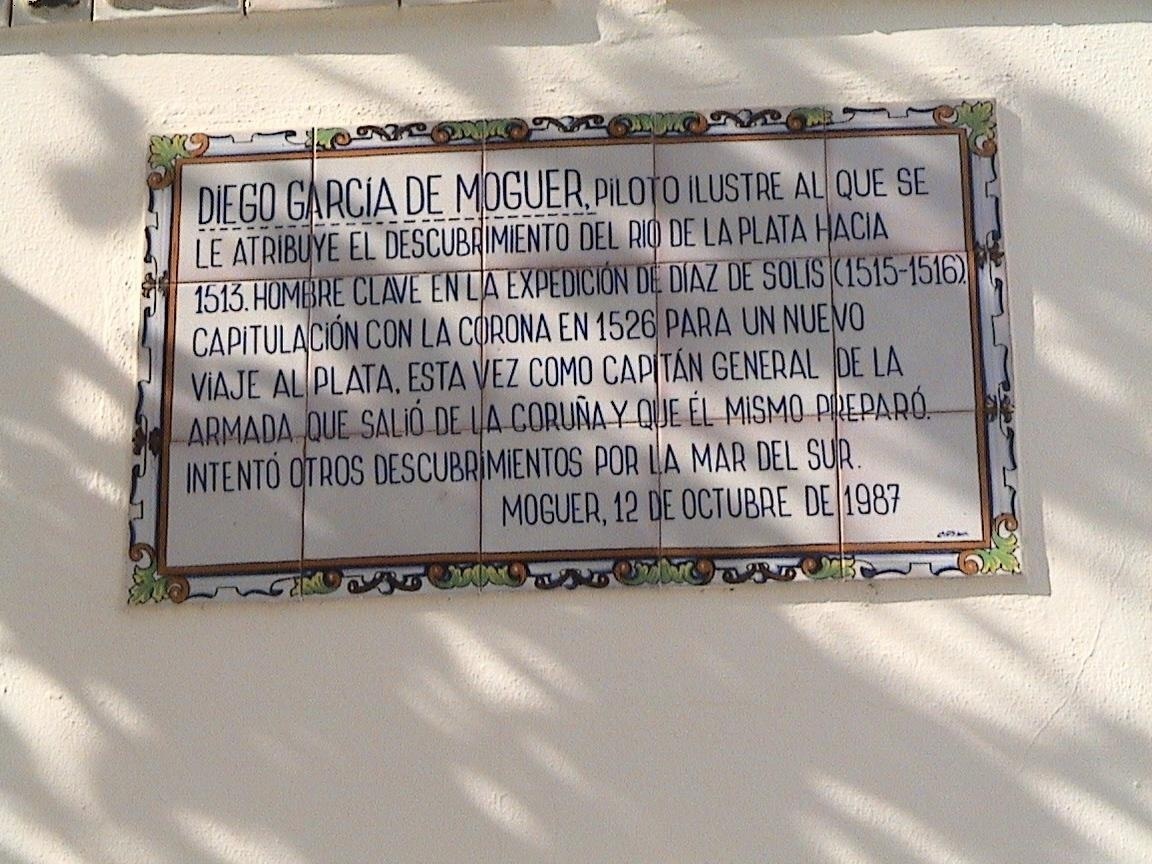 DIEGO GARCÍA DE MOGUER, PILOTO ILUSTRE AL QUE SE
LE ATRIBUYE EL DESCUBRIMIENTO DEL RIO DE LA PLATA HACIA
1513. HOMBRE CLAVE EN LA EXPEDICIÓN DE DÍAZ DE SOLÍS (1515-1516).
CAPITULACIÓN CON LA CORONA EN 1526 PARA UN NUEVO
VIAJE AL PLATA, ESTA VEZ COMO CAPITÁN GENERAL DE LA
ARMADA QUE SALIÓ DE LA CORUÑA Y QUE ÉL MISMO PREPARÓ.
INTENTÓ OTROS DESCUBRIMIENTOS POR LA MAR DEL SUR.
MOGUER, 12 DE OCTUBRE DE 1987